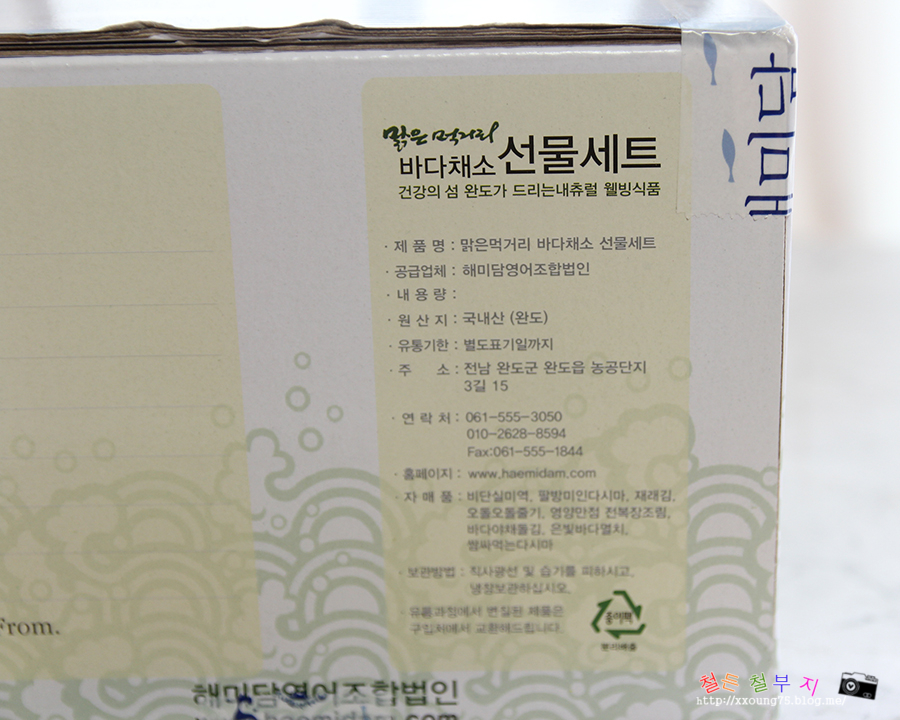 맑은 먹거리
바다채소 선물세트
건강의 섬 완도가 드리는내츄럴 웰빙식품
· 제 품 명 : 맑은먹거리 바다채소 선물세트
· 공급업체 : 해미담영어조합법인
· 내 용 량 :
· 원 산 지 : 국내산 (완도)
· 유통기한 : 별도표기일까지
· 주 소 : 전남 완도군 완도읍 농공단지
3길 15
· 연 락 처 : 061-555-3050
010-2628-8594
Fax:061-555-1844
· 홈페이지 : www.haemidam.com
· 자 매 품 : 비단실미역, 팔방미인다시마, 재래김,
오돌오돌줄기, 영양만점 전복장조림,
바다야채돌김, 은빛바다멸치,
쌈싸먹는다시마
· 보관방법 : 직사광선 및 습기를 피하시고,
냉장보관하십시오.
· 유통과정에서 변질된 제품은
구입처에서 교환해드립니다.
종이팩
분리배출
From.
해미담영어조합법인
haemidam.com
해미
철든 철부지
http://xxoung75.blog.me/